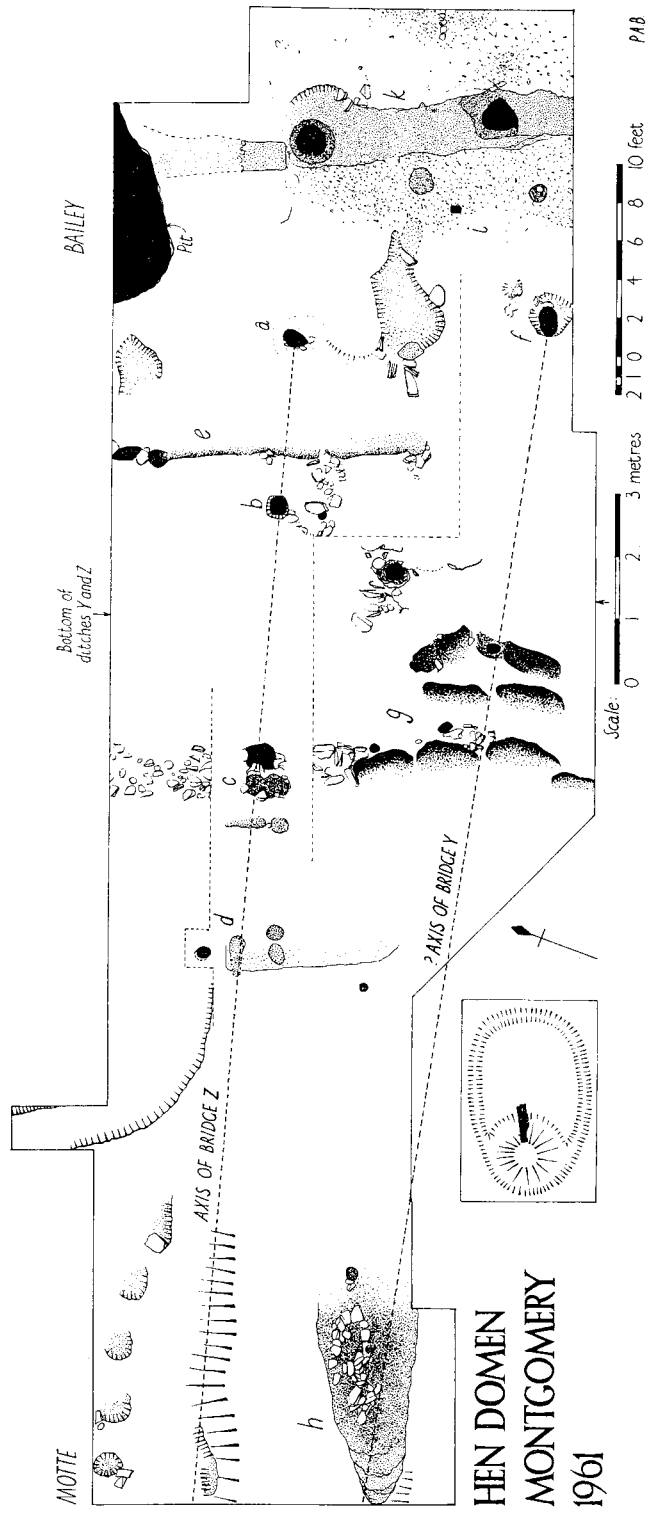 MOTTE
Bottom of
ditches Y and Z
BAILEY
Pit
a
b
c
d
e
f
g
h
i
k
AXIS OF BRIDGE Z
? AXIS OF BRIDGE Y
HEN DOMEN
MONTGOMERY
1961
Scale:
0 1 2 3 metres
2 1 0 2 4 6 8 10 feet
P.A.B.